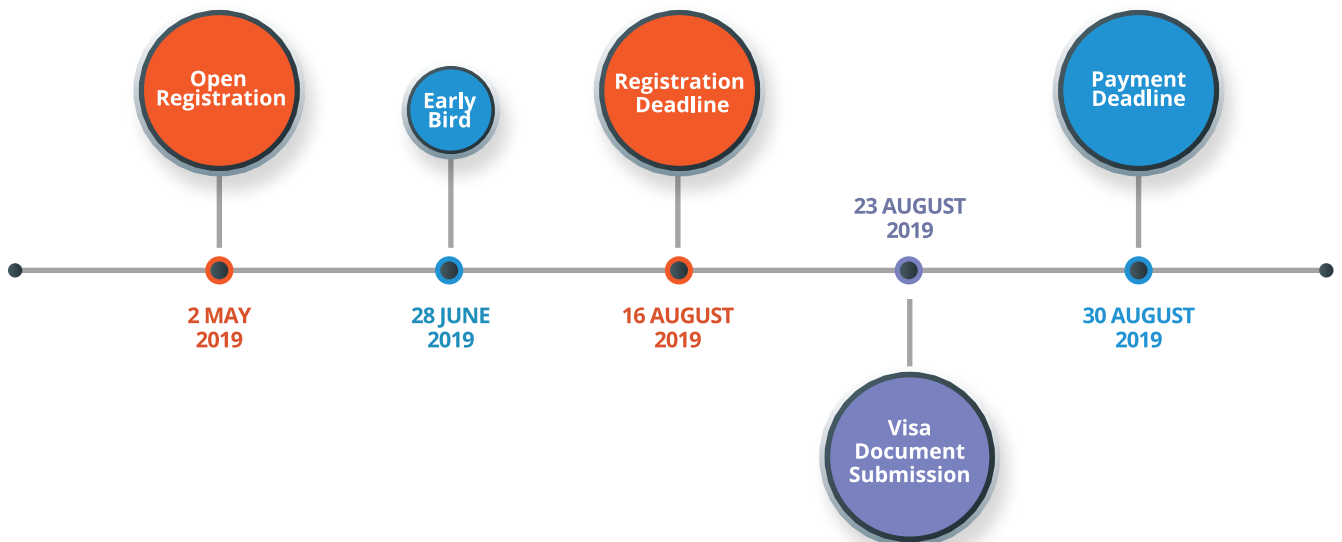 Open
Registration
2 MAY
2019
Early
Bird
28 JUNE
2019
Registration
Deadline
16 AUGUST
2019
23 AUGUST
2019
Visa
Document
Submission
Payment
Deadline
30 AUGUST
2019